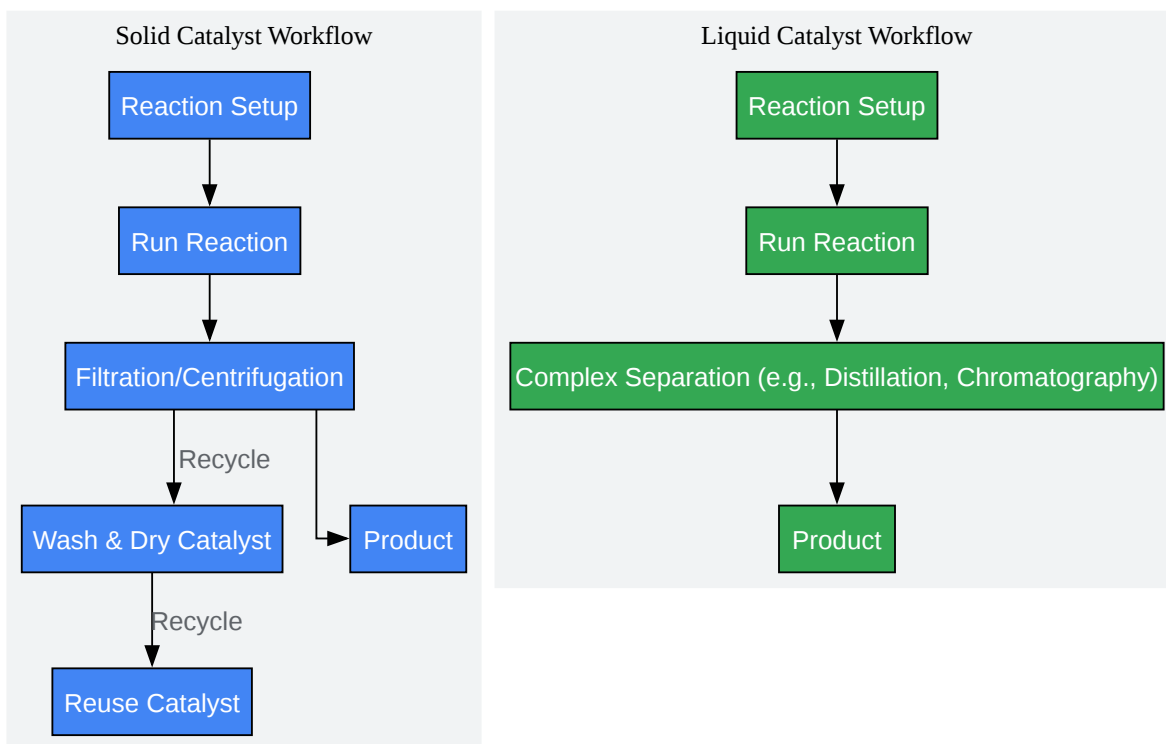 Solid Catalyst Workflow
Reaction Setup
Run Reaction
Filtration/Centrifugation
Recycle
Wash & Dry Catalyst
Product
Recycle
Reuse Catalyst
Liquid Catalyst Workflow
Reaction Setup
Run Reaction
Complex Separation (e.g., Distillation, Chromatography)
Product